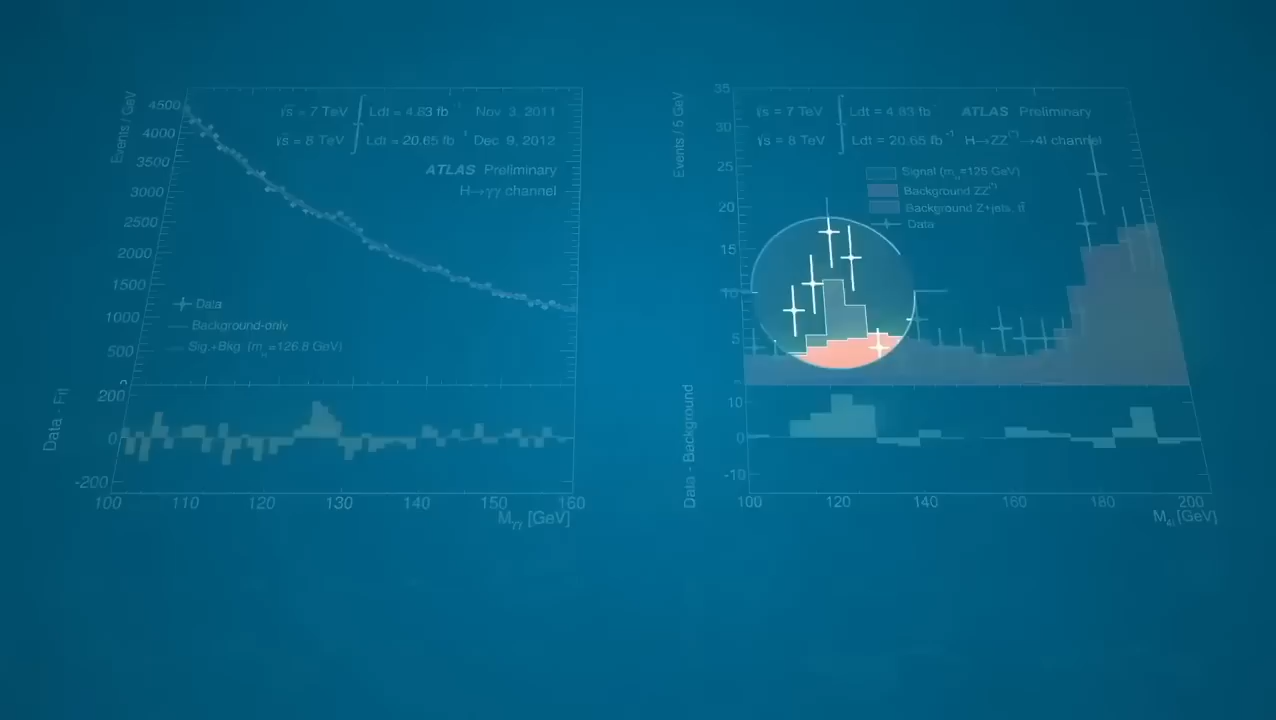 Events / GeV
4500
4000
3500
3000
2500
2000
1500
1000
500
0
√s = 7 TeV ∫ Ldt = 4.83 fb⁻¹ Nov 3, 2011
√s = 8 TeV ∫ Ldt = 20.65 fb⁻¹ Dec 9, 2012
ATLAS Preliminary
H→γγ channel
Data
Background-only
Sig.+Bkg. (m_H=126.8 GeV)
Data - Fit
200
0
-200
100 110 120 130 140 150 160
Mγγ [GeV]
Events / 5 GeV
35
30
25
20
15
10
5
√s = 7 TeV ∫ Ldt = 4.83 fb⁻¹ ATLAS Preliminary
√s = 8 TeV ∫ Ldt = 20.65 fb⁻¹ H→ZZ⁽*⁾→4l channel
Signal (m_H=125 GeV)
Background ZZ⁽*⁾
Background Z+jets, tt̄
Data
Data - Background
10
0
-10
100 120 140 160 180 200
M₄ₗ [GeV]